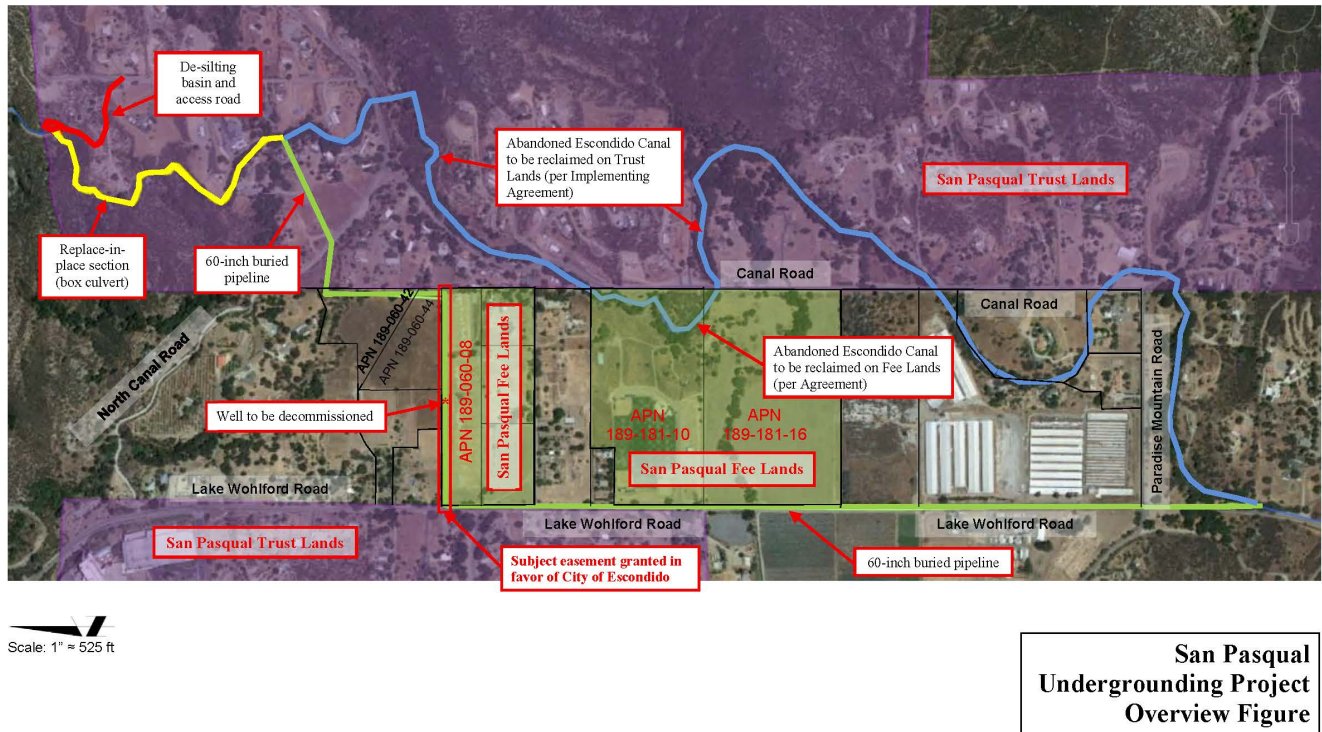 De-silting
basin and
access road
Abandoned Escondido Canal
to be reclaimed on Trust
Lands (per Implementing
Agreement)
San Pasqual Trust Lands
Replace-in-
place section
(box culvert)
60-inch buried
pipeline
Canal Road
Canal Road
North Canal Road
APN 189-060-42
APN 189-060-44
APN 189-060-08
San Pasqual Fee Lands
Abandoned Escondido Canal
to be reclaimed on Fee Lands
(per Agreement)
Well to be decommissioned
*
APN
189-181-10
APN
189-181-16
San Pasqual Fee Lands
Paradise Mountain Road
Lake Wohlford Road
Lake Wohlford Road
Lake Wohlford Road
San Pasqual Trust Lands
Subject easement granted in
favor of City of Escondido
60-inch buried pipeline
Scale: 1" ≈ 525 ft
San Pasqual
Undergrounding Project
Overview Figure